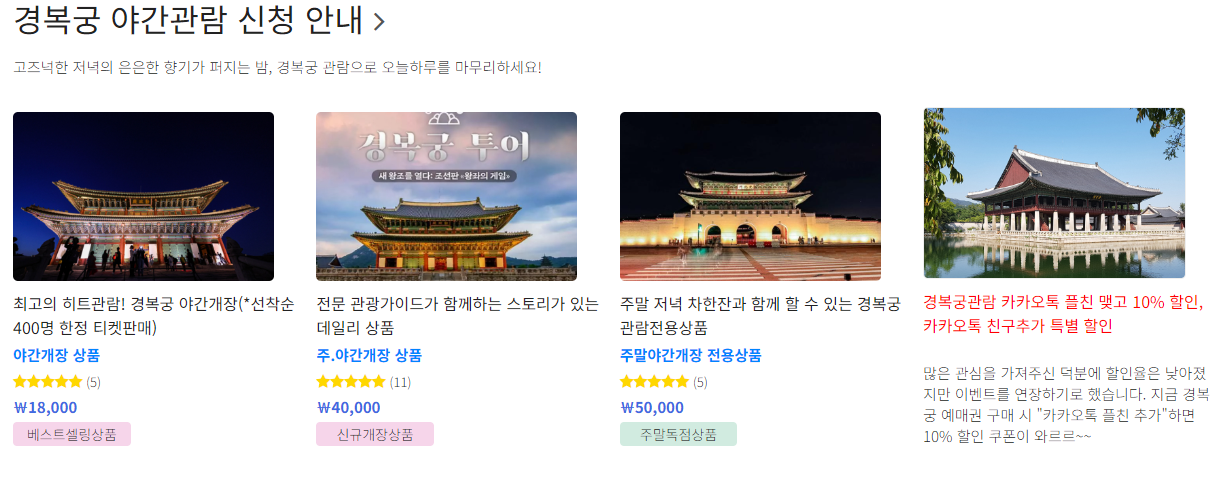 경복궁 야간관람 신청 안내 >
고즈넉한 저녁의 은은한 향기가 퍼지는 밤, 경복궁 관람으로 오늘하루를 마무리하세요!
최고의 히트관람! 경복궁 야간개장(*선착순
400명 한정 티켓판매)
야간개장 상품
(5)
₩18,000
베스트셀링상품
경복궁 투어
새 왕조를 열다: 조선판 «왕좌의 게임»
전문 관광가이드가 함께하는 스토리가 있는
데일리 상품
주.야간개장 상품
(11)
₩40,000
신규개장상품
주말 저녁 차한잔과 함께 할 수 있는 경복궁
관람전용상품
주말야간개장 전용상품
(5)
₩50,000
주말독점상품
경복궁관람 카카오톡 플친 맺고 10% 할인,
카카오톡 친구추가 특별 할인
많은 관심을 가져주신 덕분에 할인율은 낮아졌
지만 이벤트를 연장하기로 했습니다. 지금 경복
궁 예매권 구매 시 "카카오톡 플친 추가"하면
10% 할인 쿠폰이 와르르~~